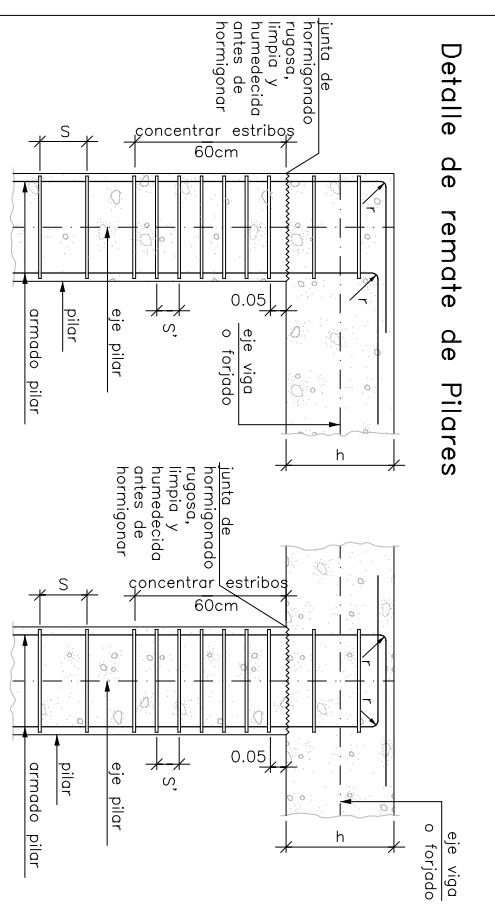 Detalle de remate de Pilares
junta de
hormigonado
rugosa,
limpia y
humedecida
antes de
hormigonar
concentrar estribos
60cm
S
r
r
0.05
S'
h
eje viga
o forjado
eje pilar
pilar
armado pilar
junta de
hormigonado
rugosa,
limpia y
humedecida
antes de
hormigonar
concentrar estribos
60cm
S
r
r
0.05
S'
h
eje viga
o forjado
eje pilar
pilar
armado pilar